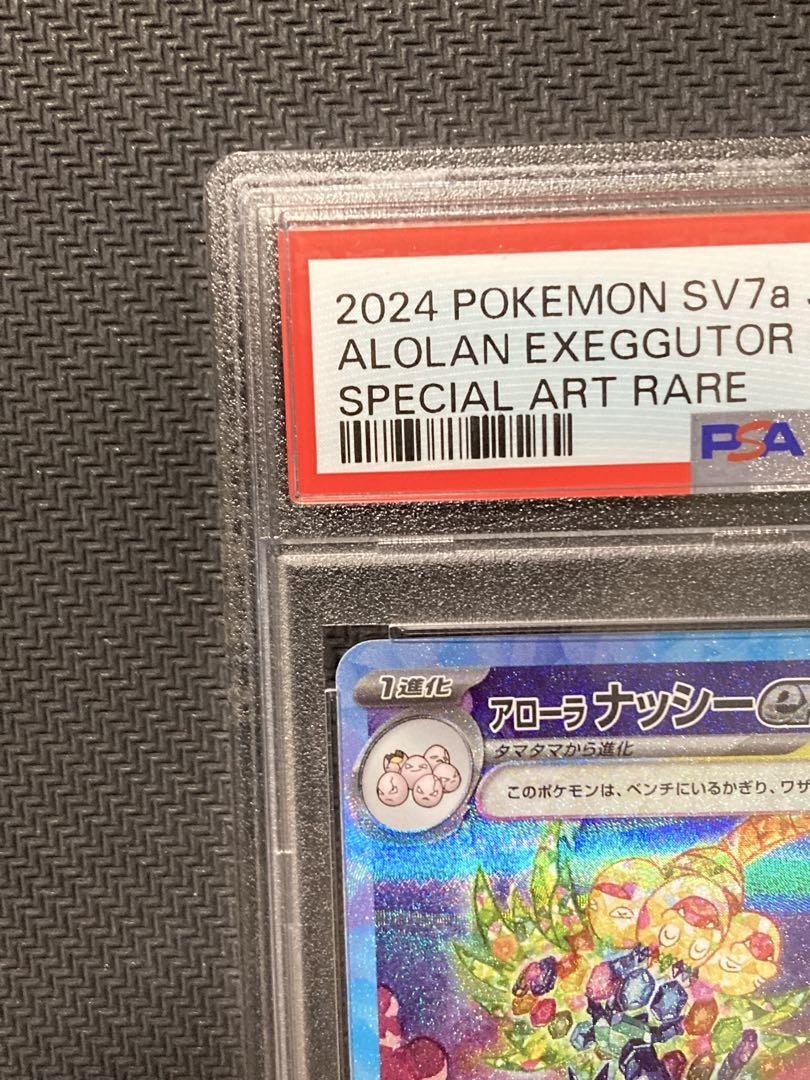 2024 POKEMON SV7a
ALOLAN EXEGGUTOR
SPECIAL ART RARE
PSA
1進化
アローラ ナッシー
タマタマから進化
このポケモンは、ベンチにいるかぎり、ワザ